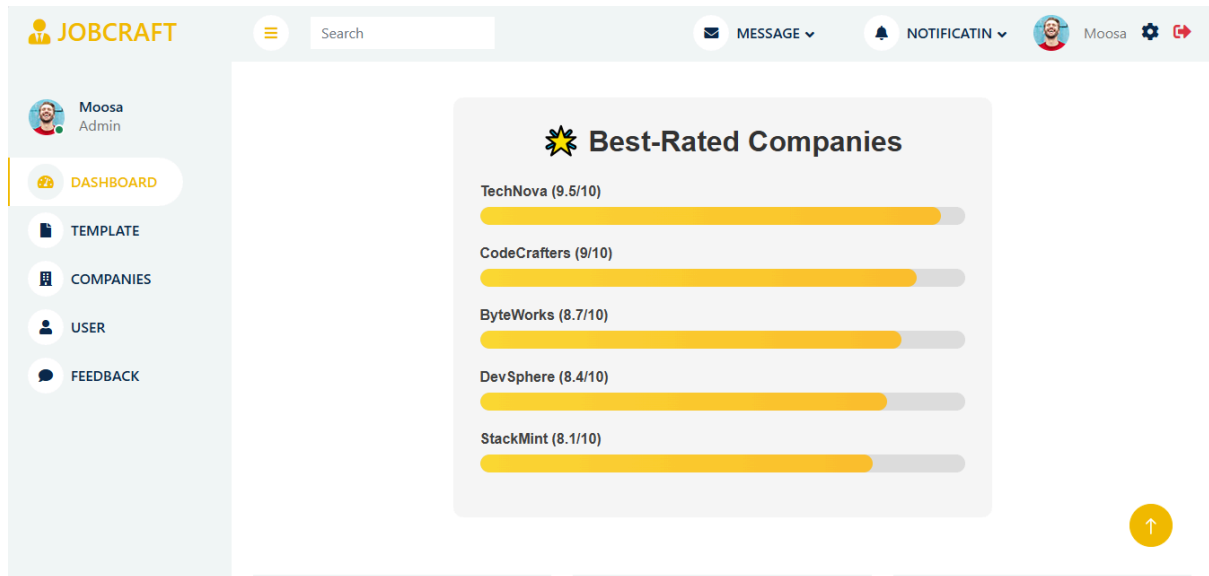 JOBCRAFT
Search
MESSAGE
NOTIFICATIN
Moosa
Moosa
Admin
DASHBOARD
TEMPLATE
COMPANIES
USER
FEEDBACK
Best-Rated Companies
TechNova (9.5/10)
CodeCrafters (9/10)
ByteWorks (8.7/10)
DevSphere (8.4/10)
StackMint (8.1/10)